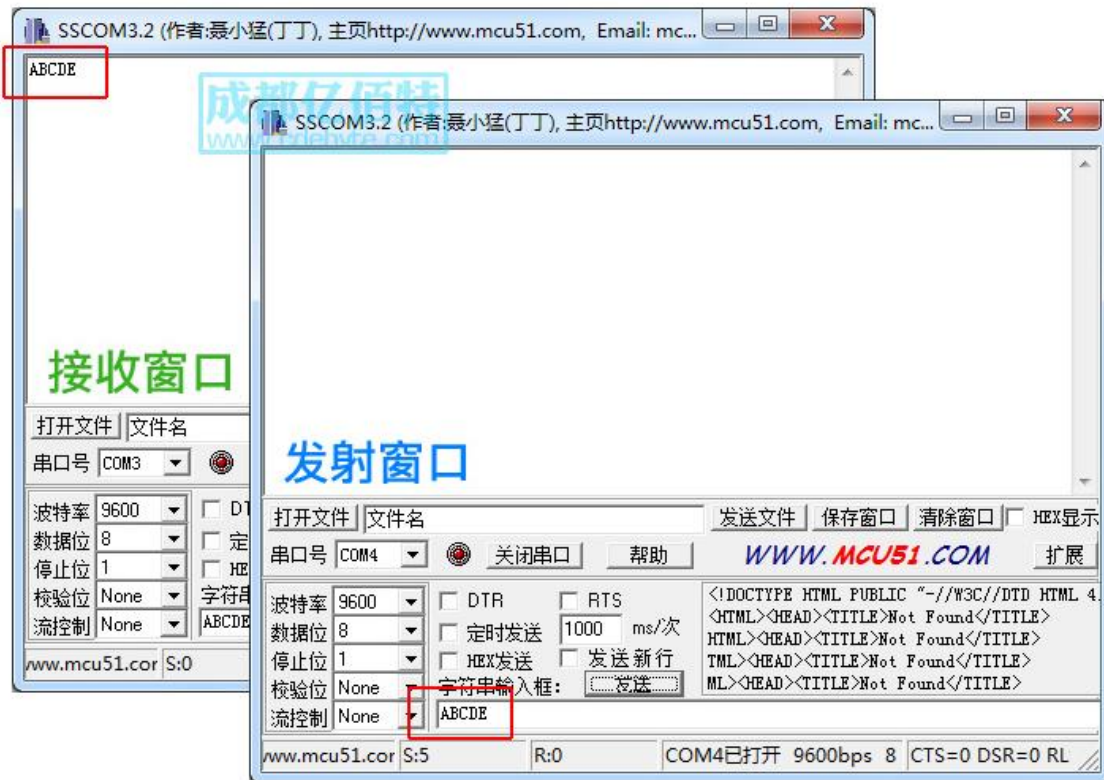 SSCOM3.2 (作者:聂小猛(丁丁), 主页http://www.mcu51.com, Email: mc...
ABCDE
成都亿佰特
www.cdebyte.com
接收窗口
打开文件 文件名
串口号 COM3
波特率 9600
数据位 8
停止位 1
校验位 None
流控制 None
DT
定
HE
字符串
ABCDE
www.mcu51.cor S:0
SSCOM3.2 (作者:聂小猛(丁丁), 主页http://www.mcu51.com, Email: mc...
发射窗口
打开文件 文件名 发送文件 保存窗口 清除窗口 HEX显示
串口号 COM4 关闭串口 帮助 WWW.MCU51.COM 扩展
波特率 9600 DTR RTS
数据位 8 定时发送 1000 ms/次
停止位 1 HEX发送 发送新行
校验位 None 字符串输入框: 发送
流控制 None ABCDE
<!DOCTYPE HTML PUBLIC "-//W3C//DTD HTML 4.
<HTML><HEAD><TITLE>Not Found</TITLE>
HTML><HEAD><TITLE>Not Found</TITLE>
TML><HEAD><TITLE>Not Found</TITLE>
ML><HEAD><TITLE>Not Found</TITLE>
www.mcu51.cor S:5 R:0 COM4已打开 9600bps 8 CTS=0 DSR=0 RL